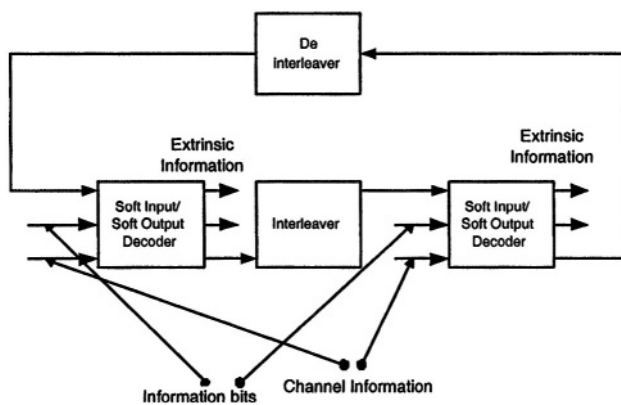 De
interleaver
Extrinsic
Information
Extrinsic
Information
Soft Input/
Soft Output
Decoder
Interleaver
Soft Input/
Soft Output
Decoder
Information bits
Channel Information